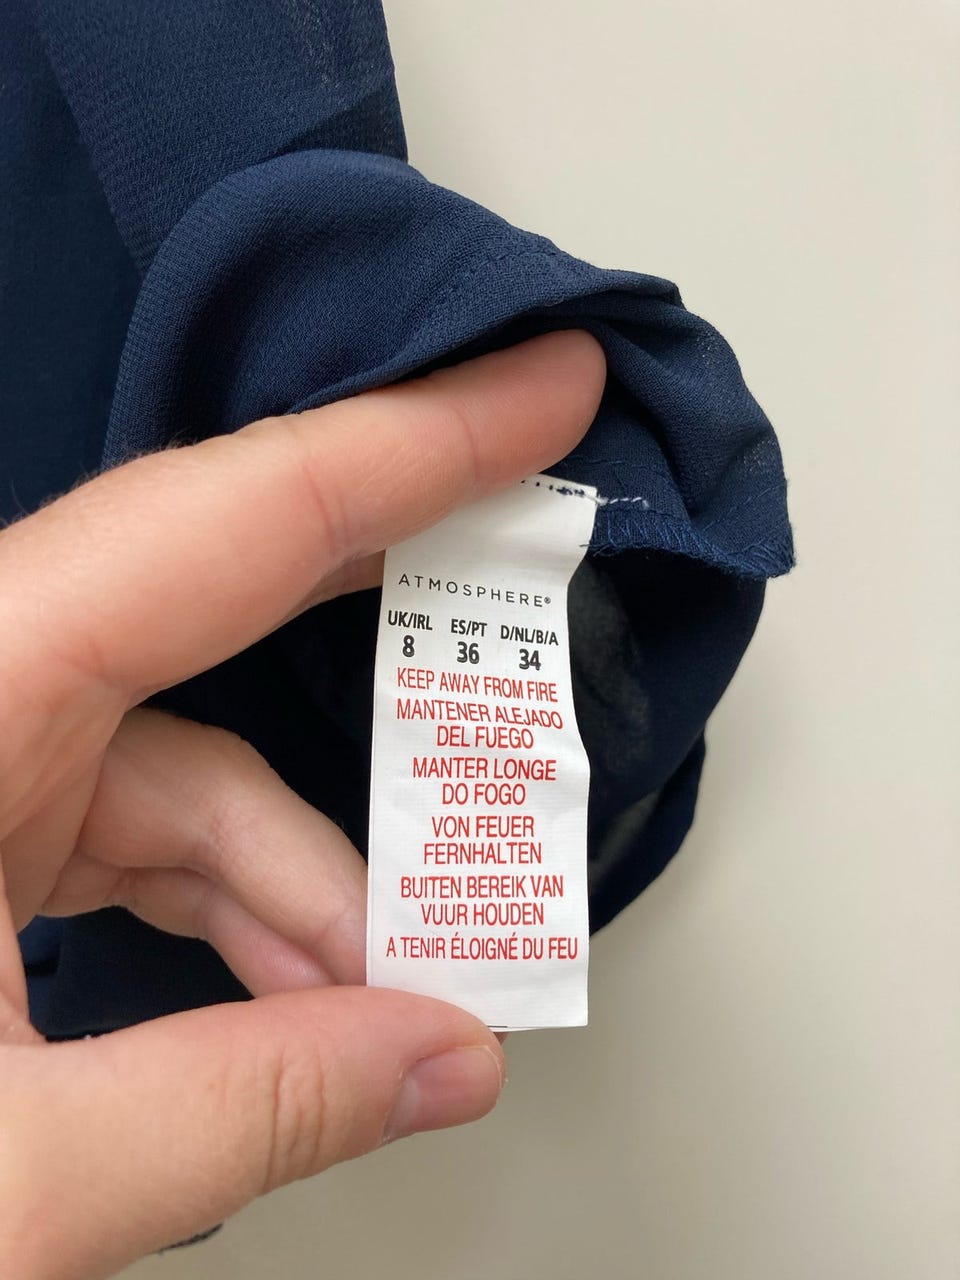 ATMOSPHERE®
UK/IRL ES/PT D/NL/B/A
8 36 34
KEEP AWAY FROM FIRE
MANTENER ALEJADO
DEL FUEGO
MANTER LONGE
DO FOGO
VON FEUER
FERNHALTEN
BUITEN BEREIK VAN
VUUR HOUDEN
A TENIR ÉLOIGNÉ DU FEU